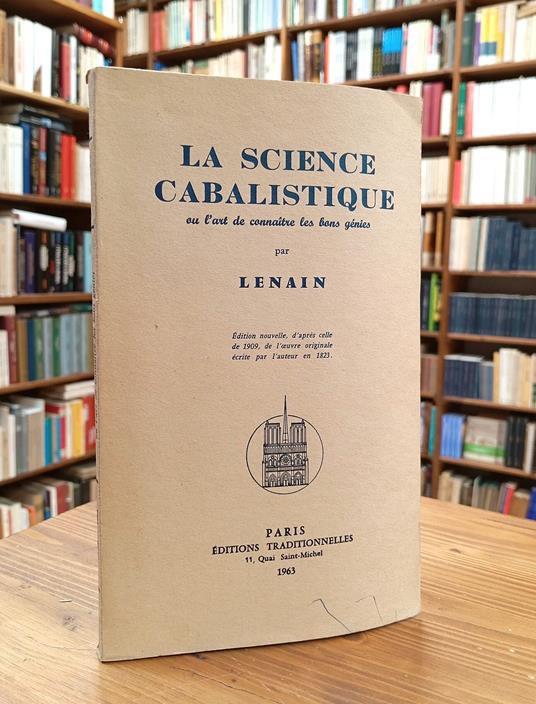 LA SCIENCE
CABALISTIQUE
ou l'art de connaître les bons génies
par
LENAIN
Édition nouvelle, d'après celle
de 1909, de l'œuvre originale
écrite par l'auteur en 1823.
PARIS
ÉDITIONS TRADITIONNELLES
11, Quai Saint-Michel
1963